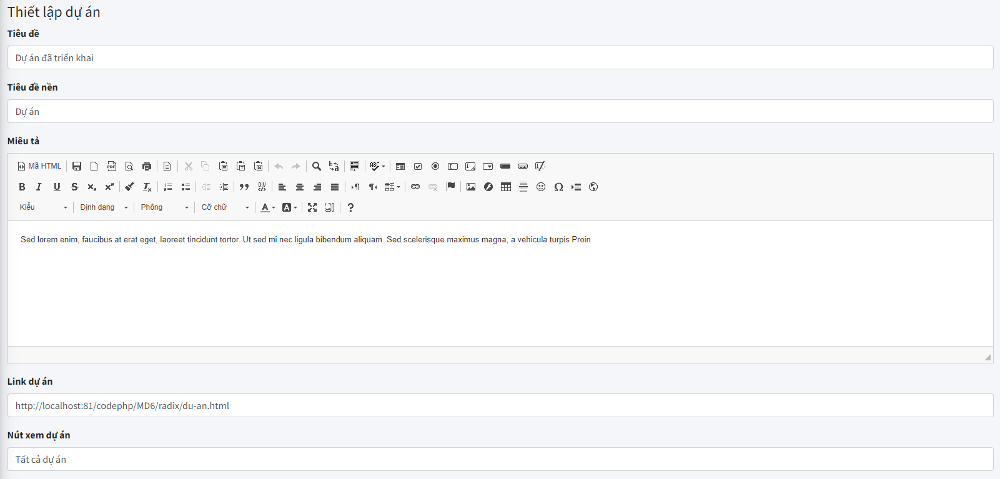 Thiết lập dự án
Tiêu đề
Dự án đã triển khai
Tiêu đề nền
Dự án
Miêu tả
Mã HTML
Kiểu Định dạng Phông Cỡ chữ
Sed lorem enim, faucibus at erat eget, laoreet tincidunt tortor. Ut sed mi nec ligula bibendum aliquam. Sed scelerisque maximus magna, a vehicula turpis Proin
Link dự án
http://localhost:81/codephp/MD6/radix/du-an.html
Nút xem dự án
Tất cả dự án